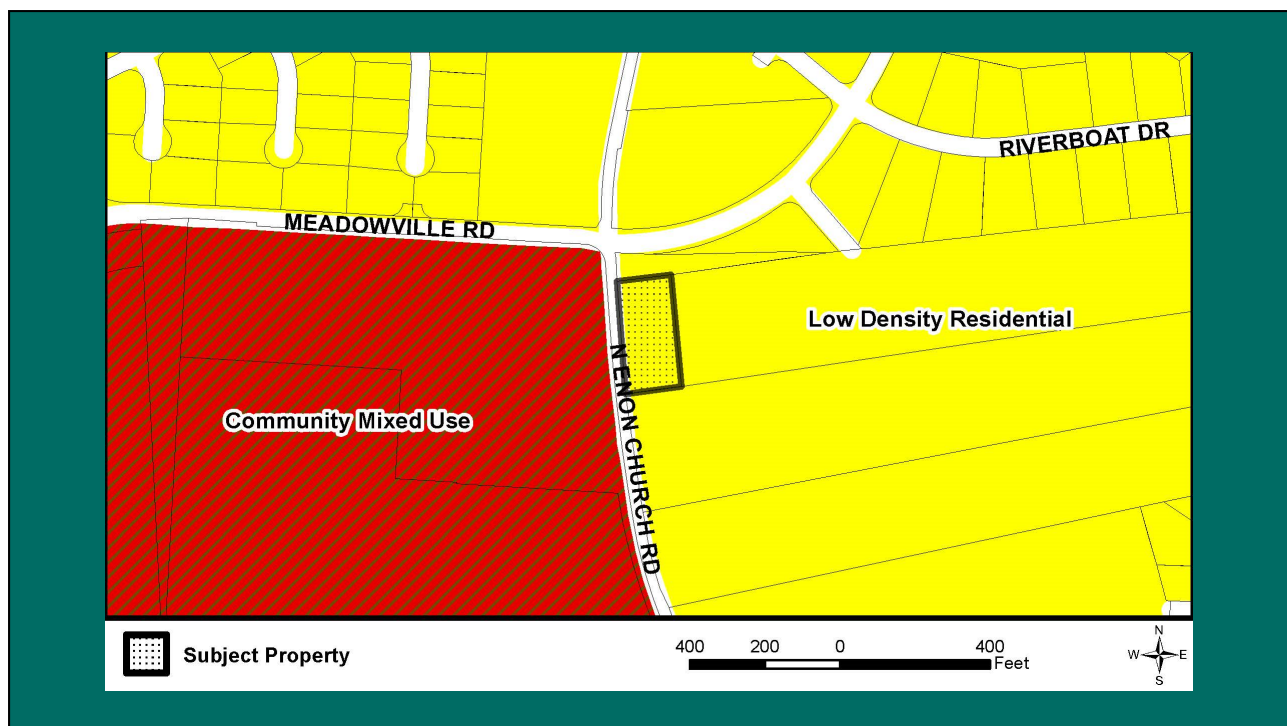 RIVERBOAT DR
MEADOWVILLE RD
Low Density Residential
N ENON CHURCH RD
Community Mixed Use
Subject Property
400 200 0 400
Feet
N
W E
S